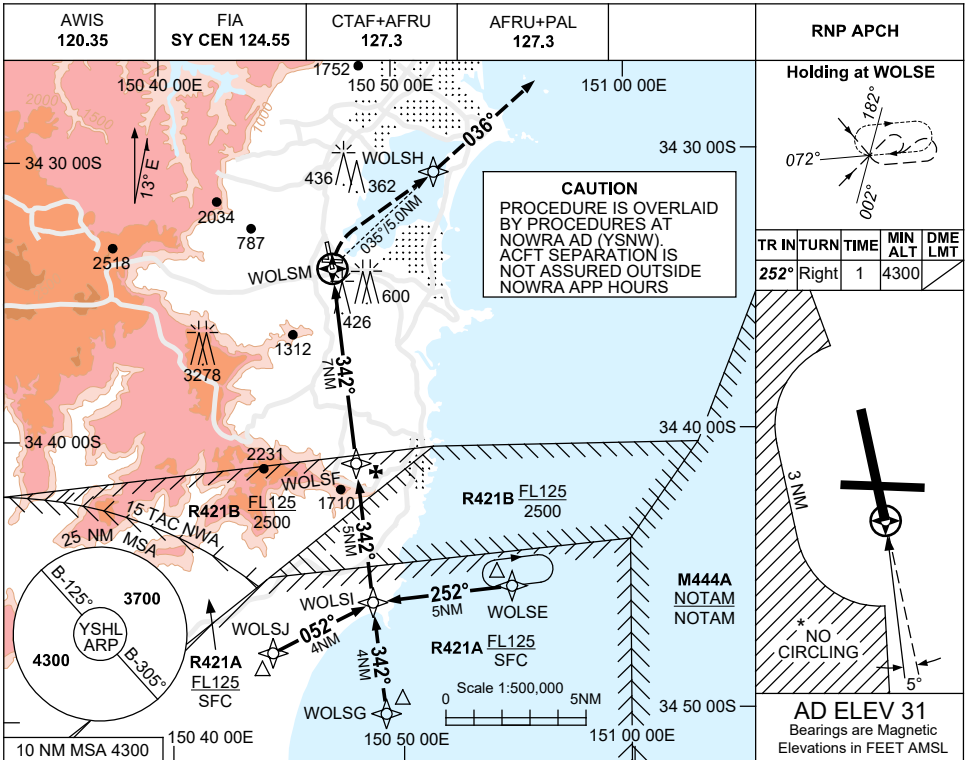 AWIS
120.35
FIA
SY CEN 124.55
CTAF+AFRU
127.3
AFRU+PAL
127.3
RNP APCH
150 40 00E
1752
150 50 00E
151 00 00E
2000
1500
1000
13° E
34 30 00S
34 30 00S
036°
WOLSH
436
362
035°/5.0NM
2034
787
2518
WOLSM
600
426
CAUTION
PROCEDURE IS OVERLAID
BY PROCEDURES AT
NOWRA AD (YSNW).
ACFT SEPARATION IS
NOT ASSURED OUTSIDE
NOWRA APP HOURS
Holding at WOLSE
182°
072°
002°
TR IN
TURN
TIME
MIN ALT
DME LMT
252°
Right
1
4300
1312
3278
342°
7NM
34 40 00S
34 40 00S
2231
WOLSF
1710
R421B
FL125
2500
R421B
FL125
2500
15 TAC NWA
25 NM MSA
342°
5NM
WOLSI
252°
5NM
WOLSE
WOLSJ
052°
4NM
342°
4NM
WOLSG
R421A
FL125
SFC
R421A
FL125
SFC
M444A
NOTAM
NOTAM
B-125°
3700
YSHL
ARP
4300
B-305°
Scale 1:500,000
0
5NM
34 50 00S
10 NM MSA 4300
150 40 00E
150 50 00E
151 00 00E
3 NM
*
NO
CIRCLING
5°
AD ELEV 31
Bearings are Magnetic
Elevations in FEET AMSL